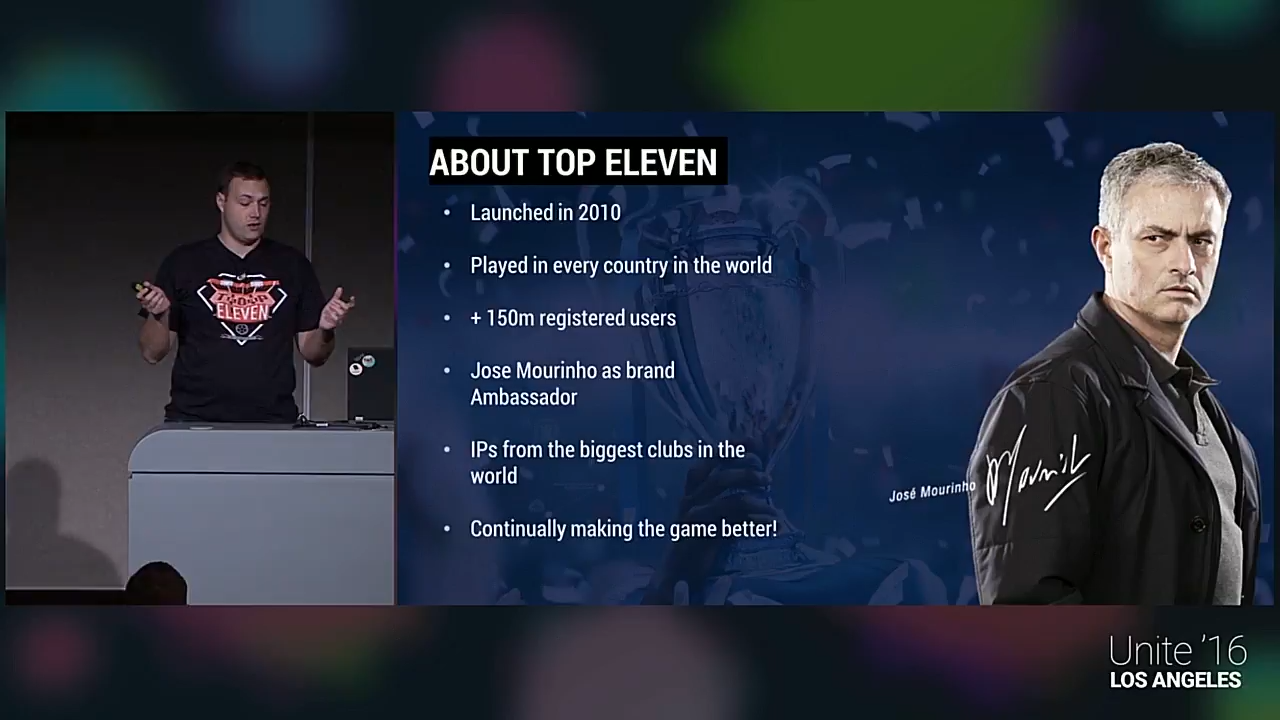 ABOUT TOP ELEVEN
• Launched in 2010
• Played in every country in the world
• + 150m registered users
• Jose Mourinho as brand
Ambassador
• IPs from the biggest clubs in the
world
• Continually making the game better!
José Mourinho
ELEVEN
Unite '16
LOS ANGELES